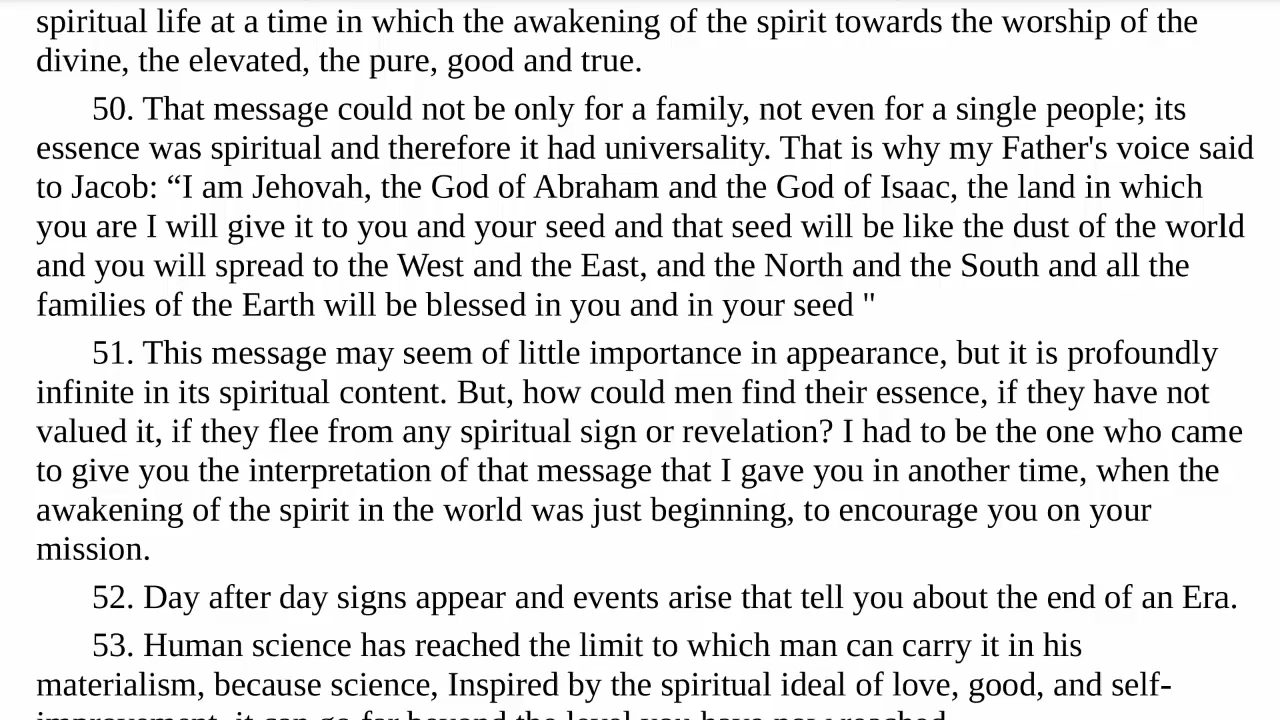 spiritual life at a time in which the awakening of the spirit towards the worship of the
divine, the elevated, the pure, good and true.
50. That message could not be only for a family, not even for a single people; its
essence was spiritual and therefore it had universality. That is why my Father's voice said
to Jacob: “I am Jehovah, the God of Abraham and the God of Isaac, the land in which
you are I will give it to you and your seed and that seed will be like the dust of the world
and you will spread to the West and the East, and the North and the South and all the
families of the Earth will be blessed in you and in your seed "
51. This message may seem of little importance in appearance, but it is profoundly
infinite in its spiritual content. But, how could men find their essence, if they have not
valued it, if they flee from any spiritual sign or revelation? I had to be the one who came
to give you the interpretation of that message that I gave you in another time, when the
awakening of the spirit in the world was just beginning, to encourage you on your
mission.
52. Day after day signs appear and events arise that tell you about the end of an Era.
53. Human science has reached the limit to which man can carry it in his
materialism, because science, Inspired by the spiritual ideal of love, good, and self-
improvement, it can go far beyond the level you have now reached.